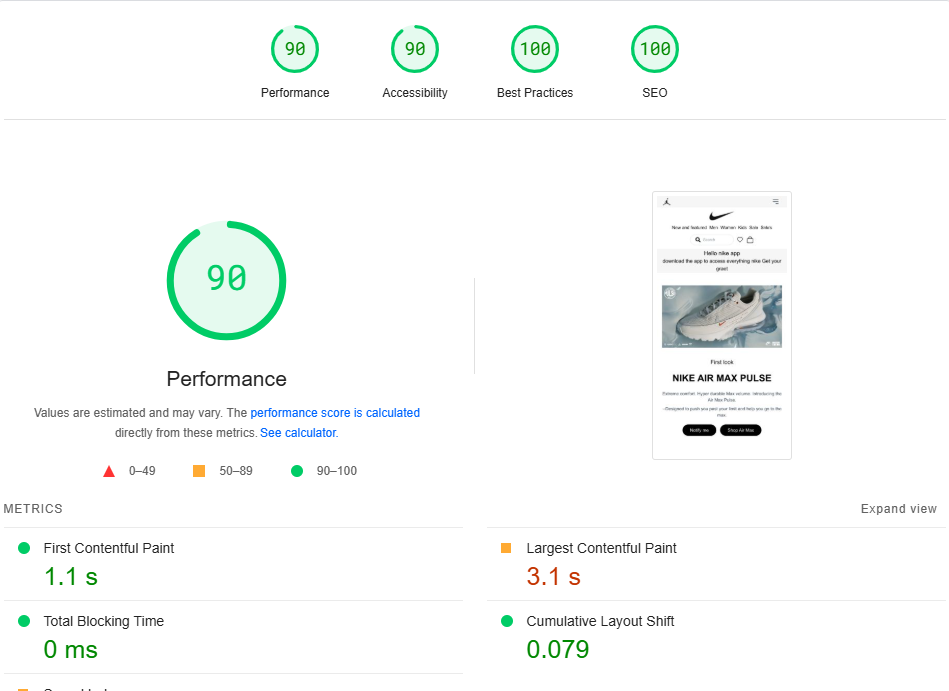 90
90
100
100
Performance
Accessibility
Best Practices
SEO
90
Performance
Values are estimated and may vary. The performance score is calculated
directly from these metrics. See calculator.
0–49
50–89
90–100
New and featured Men Women Kids Sale
Search
Hello nike app
download the app to access everything nike Get your
great
First look
NIKE AIR MAX PULSE
Extreme comfort. Hyper durable Max volume. Introducing the
Air Max Pulse.
-Designed to push you past your limit and help you go to the
max.
Notify me
Shop Air Max
METRICS
Expand view
First Contentful Paint
1.1 s
Largest Contentful Paint
3.1 s
Total Blocking Time
0 ms
Cumulative Layout Shift
0.079